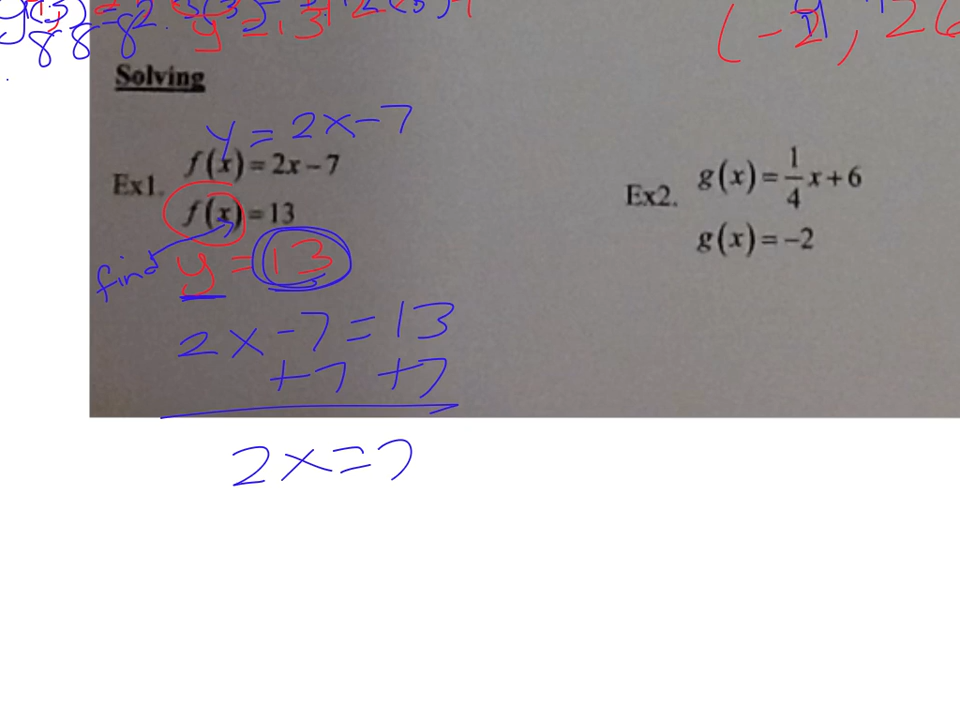 Solving
y = 2x-7
Ex1. f(x)=2x-7
f(x)=13
find y = 13
2x-7=13
+7 +7
2x=7
Ex2. g(x)=1/4x+6
g(x)=-2